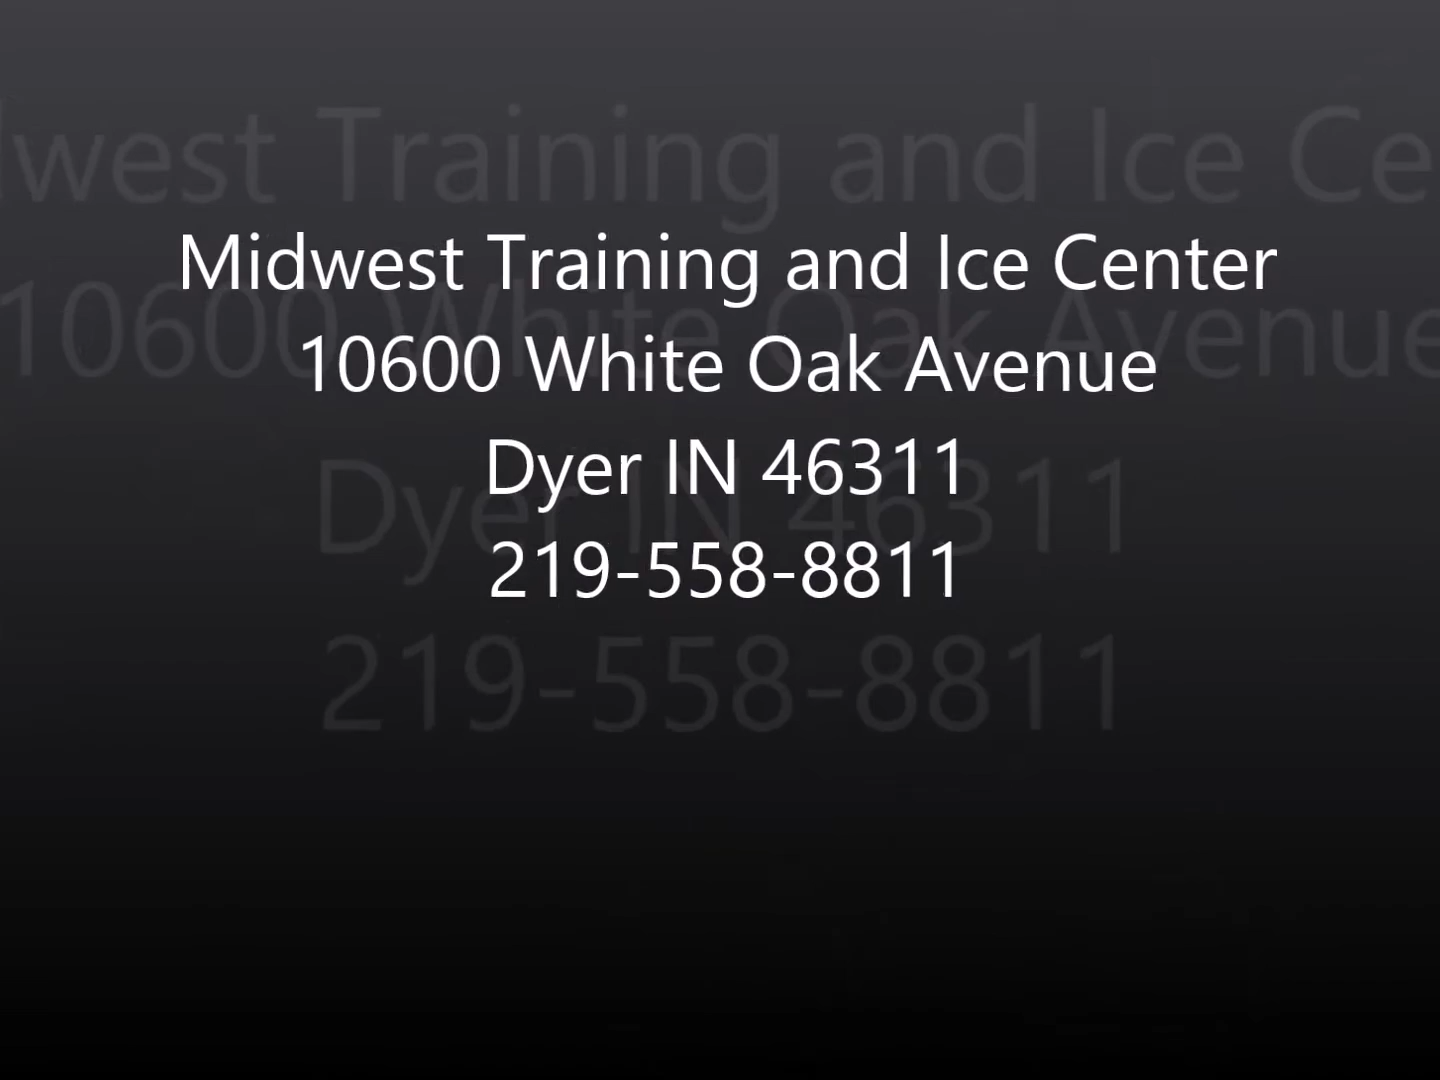 Midwest Training and Ice Center
10600 White Oak Avenue
Dyer IN 46311
219-558-8811